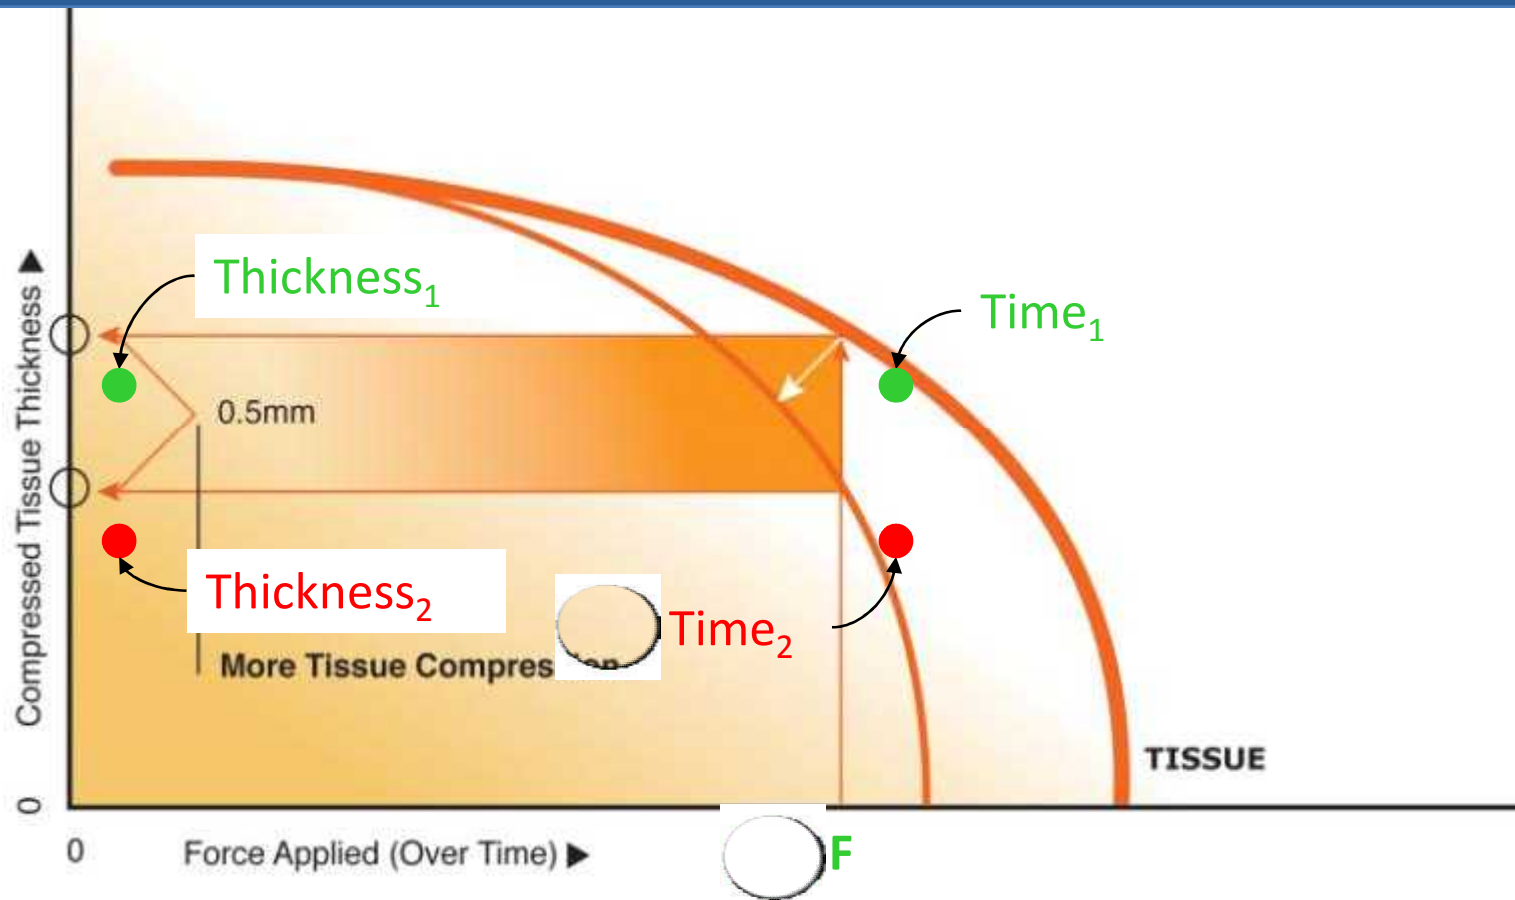 Compressed Tissue Thickness ▲
0
Thickness₁
Time₁
0.5mm
Thickness₂
Time₂
More Tissue Compres ion
TISSUE
0
Force Applied (Over Time) ▶
F